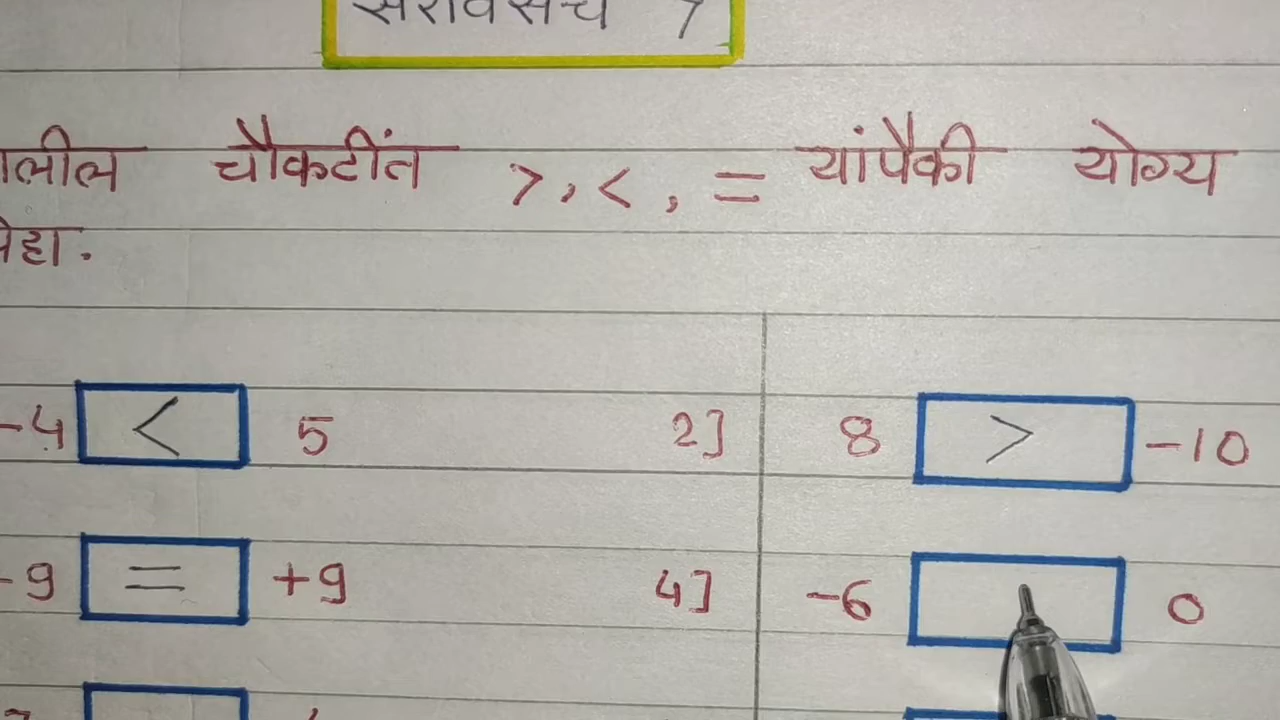 सरावसंच 7
चौकटींत >, <, = यांपैकी योग्य
-4 < 5 2] 8 > -10
-9 = +9 4] -6 0